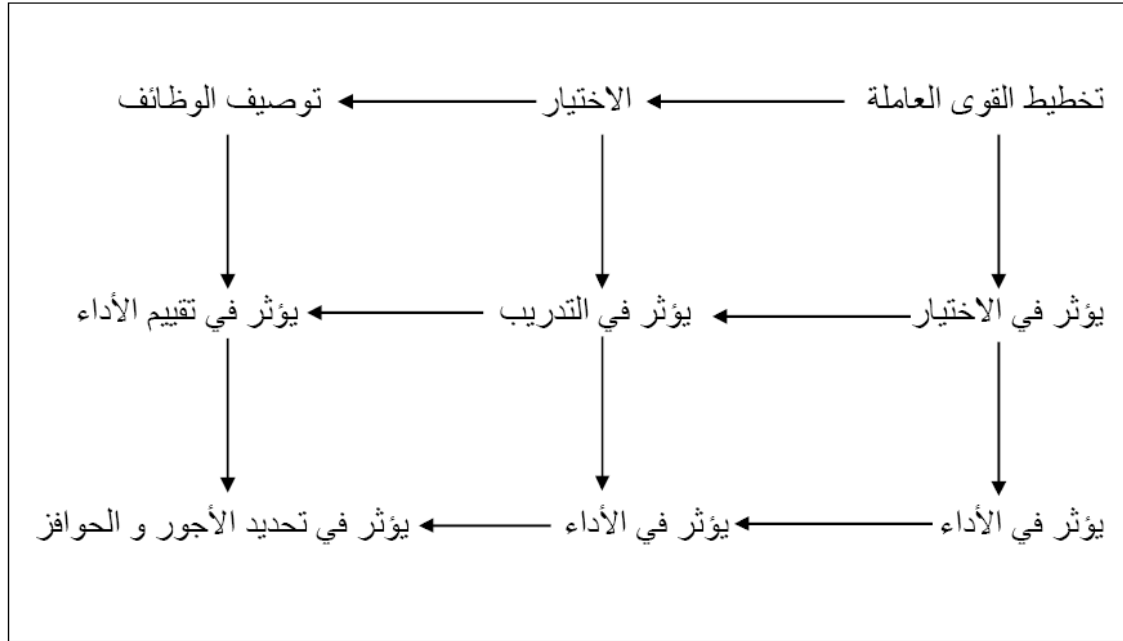 تخطيط القوى العاملة الاختيار توصيف الوظائف
يؤثر في الاختيار يؤثر في التدريب يؤثر في تقييم الأداء
يؤثر في الأداء يؤثر في الأداء يؤثر في تحديد الأجور و الحوافز